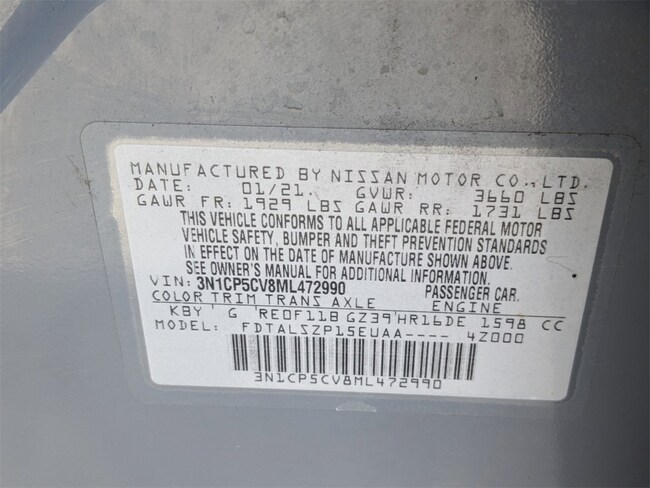 MANUFACTURED BY NISSAN MOTOR CO.,LTD.
DATE: 01/21. GVWR: 3660 LBS
GAWR FR: 1929 LBS GAWR RR: 1731 LBS
THIS VEHICLE CONFORMS TO ALL APPLICABLE FEDERAL MOTOR
VEHICLE SAFETY, BUMPER AND THEFT PREVENTION STANDARDS
IN EFFECT ON THE DATE OF MANUFACTURE SHOWN ABOVE.
SEE OWNER'S MANUAL FOR ADDITIONAL INFORMATION.
VIN: 3N1CP5CV8ML472990 PASSENGER CAR.
COLOR TRIM TRANS AXLE ENGINE
KBY G RE0F11B GZ39 HR16DE 1598 CC
MODEL: FDTALSZP15EUAA---- 4Z000
3N1CP5CV8ML472990